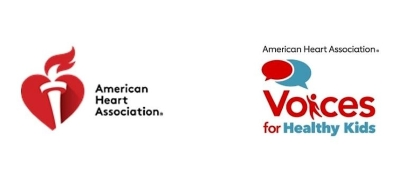 American
Heart
Association®
American Heart Association®
Voices
for Healthy Kids